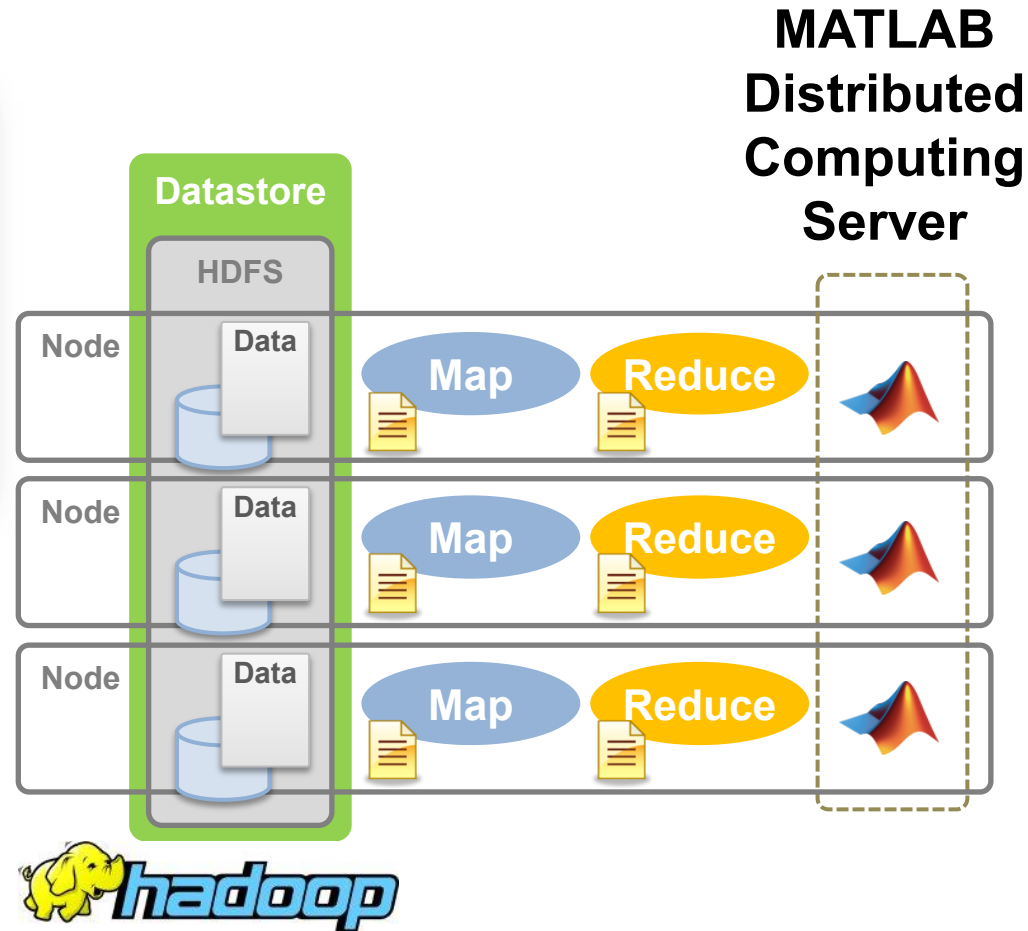 MATLAB
Distributed
Computing
Server
Datastore
HDFS
Node
Data
Map
Reduce
Node
Data
Map
Reduce
Node
Data
Map
Reduce
hadoop